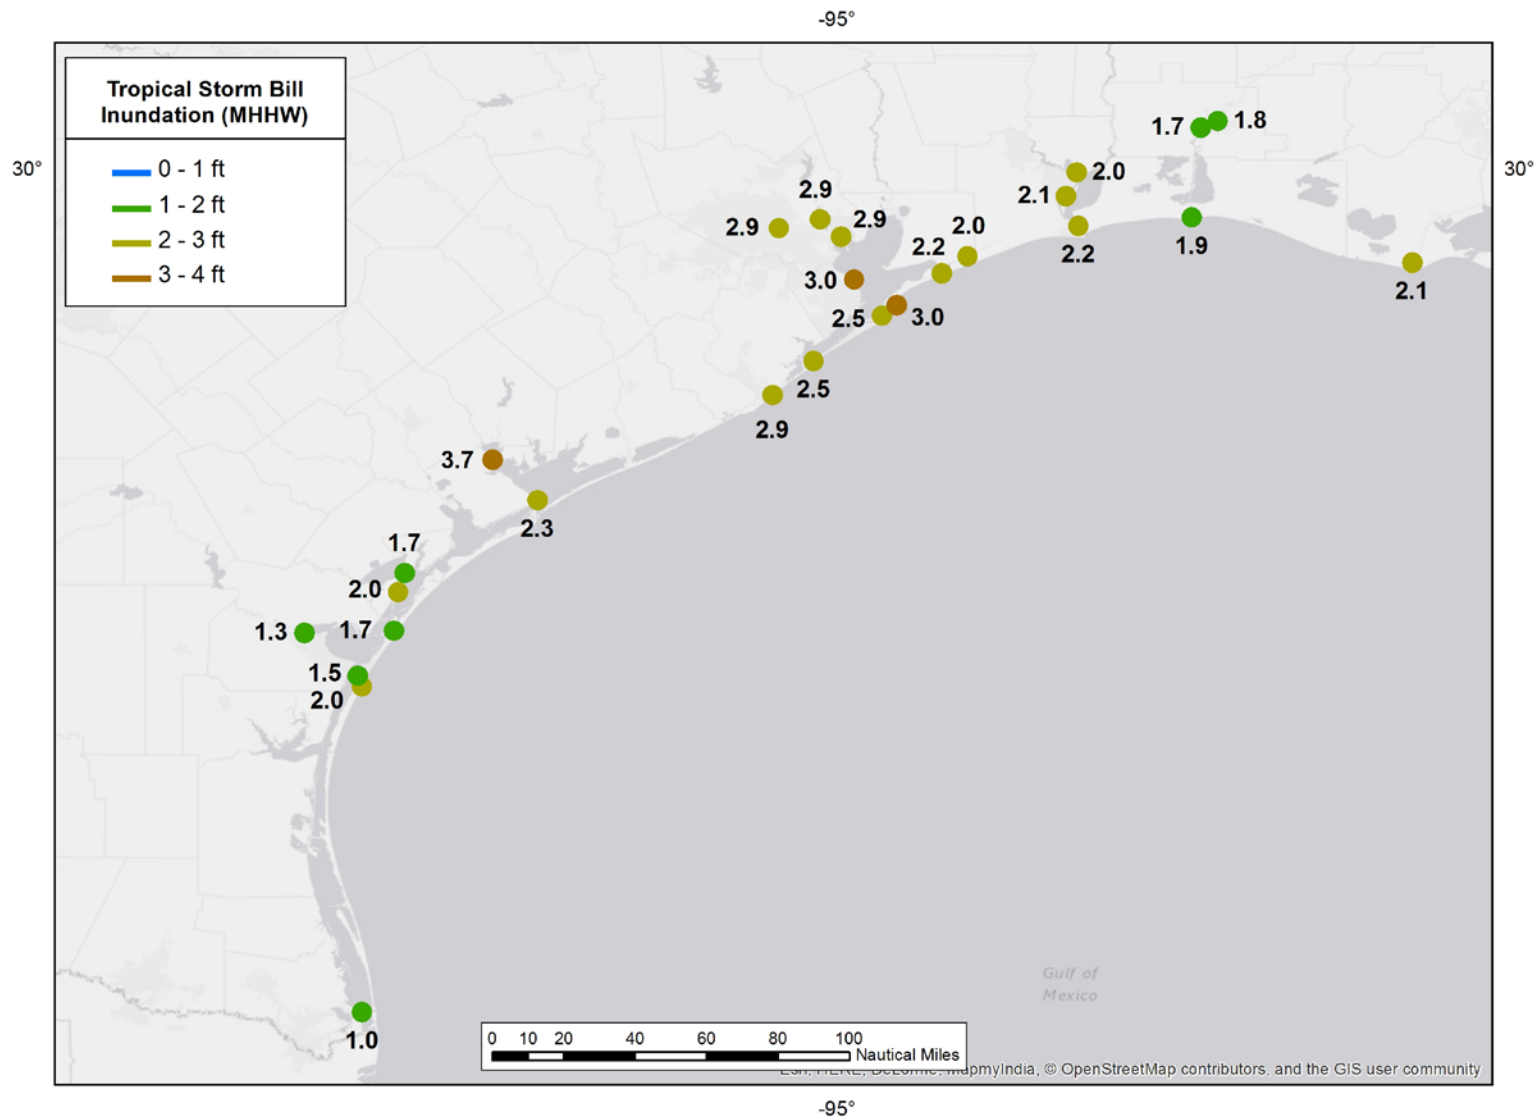 -95°
Tropical Storm Bill
Inundation (MHHW)
0 - 1 ft
1 - 2 ft
2 - 3 ft
3 - 4 ft
30°
30°
1.7
1.8
2.0
2.1
2.2
1.9
2.1
2.9
2.9
2.9
2.0
2.2
3.0
2.5
3.0
2.5
2.9
3.7
2.3
1.7
2.0
1.3
1.7
1.5
2.0
1.0
Gulf of
Mexico
0 10 20 40 60 80 100
Nautical Miles
Esri, HERE, DeLorme, MapmyIndia, © OpenStreetMap contributors, and the GIS user community
-95°